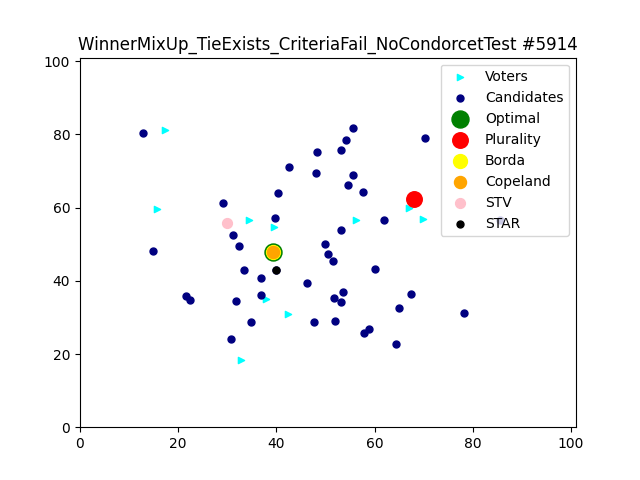 WinnerMixUp_TieExists_CriteriaFail_NoCondorcetTest #5914
100
80
60
40
20
0
0 20 40 60 80 100
Voters
Candidates
Optimal
Plurality
Borda
Copeland
STV
STAR